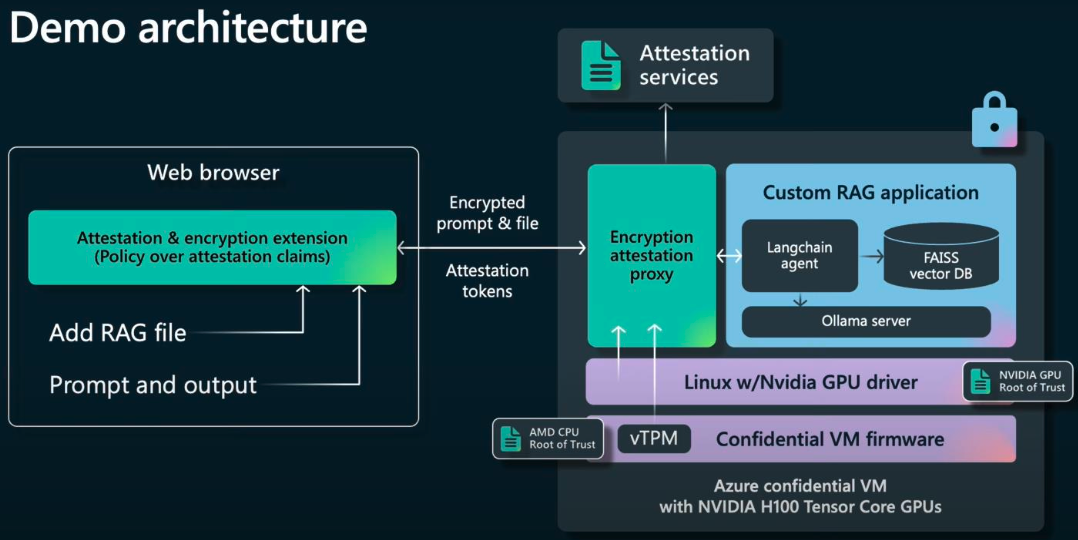 Demo architecture
Attestation
services
Web browser
Attestation & encryption extension
(Policy over attestation claims)
Add RAG file
Prompt and output
Encrypted
prompt & file
Attestation
tokens
Encryption
attestation
proxy
Custom RAG application
Langchain
agent
FAISS
vector DB
Ollama server
Linux w/Nvidia GPU driver
NVIDIA GPU
Root of Trust
AMD CPU
Root of Trust
vTPM
Confidential VM firmware
Azure confidential VM
with NVIDIA H100 Tensor Core GPUs